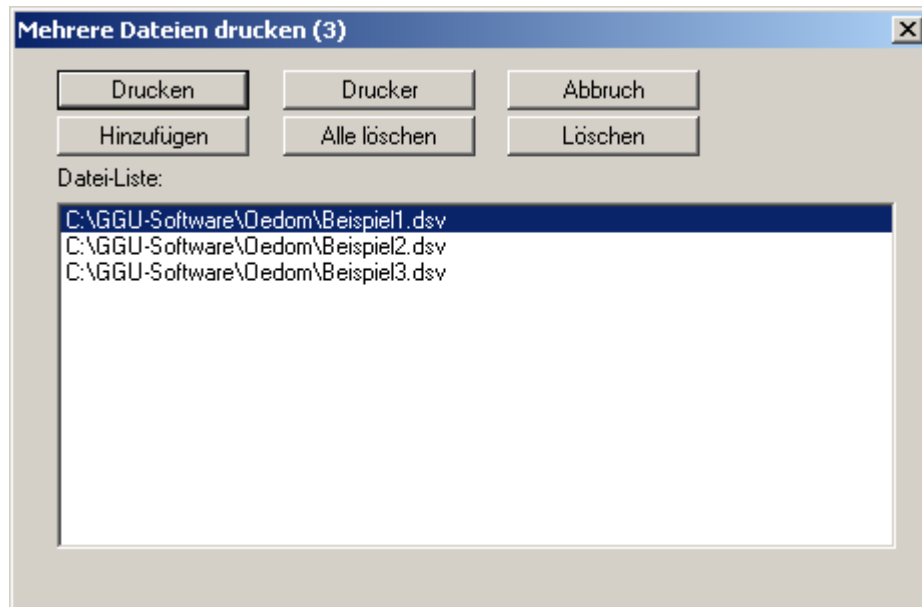 Mehrere Dateien drucken (3)
Drucken Drucker Abbruch
Hinzufügen Alle löschen Löschen
Datei-Liste:
C:\GGU-Software\Oedom\Beispiel1.dsv
C:\GGU-Software\Oedom\Beispiel2.dsv
C:\GGU-Software\Oedom\Beispiel3.dsv